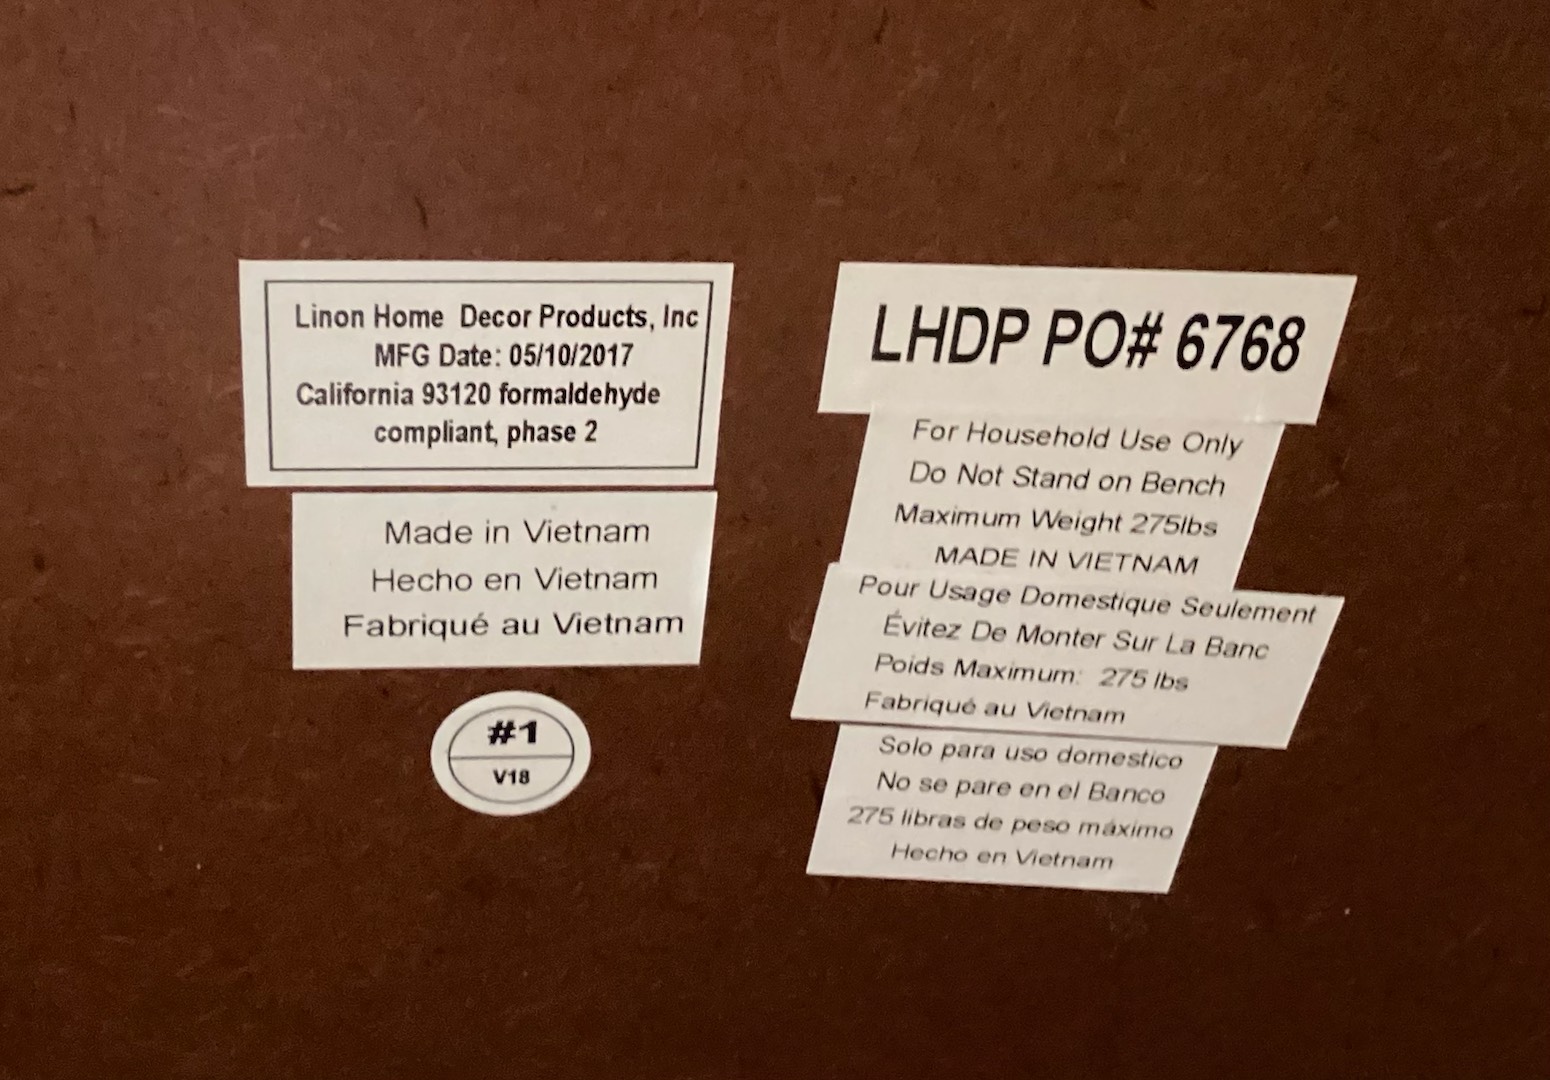 Linon Home Decor Products, Inc
MFG Date: 05/10/2017
California 93120 formaldehyde
compliant, phase 2
Made in Vietnam
Hecho en Vietnam
Fabriqué au Vietnam
#1
V18
LHDP PO# 6768
For Household Use Only
Do Not Stand on Bench
Maximum Weight 275lbs
MADE IN VIETNAM
Pour Usage Domestique Seulement
Évitez De Monter Sur La Banc
Poids Maximum: 275 lbs
Fabriqué au Vietnam
Solo para uso domestico
No se pare en el Banco
275 libras de peso máximo
Hecho en Vietnam